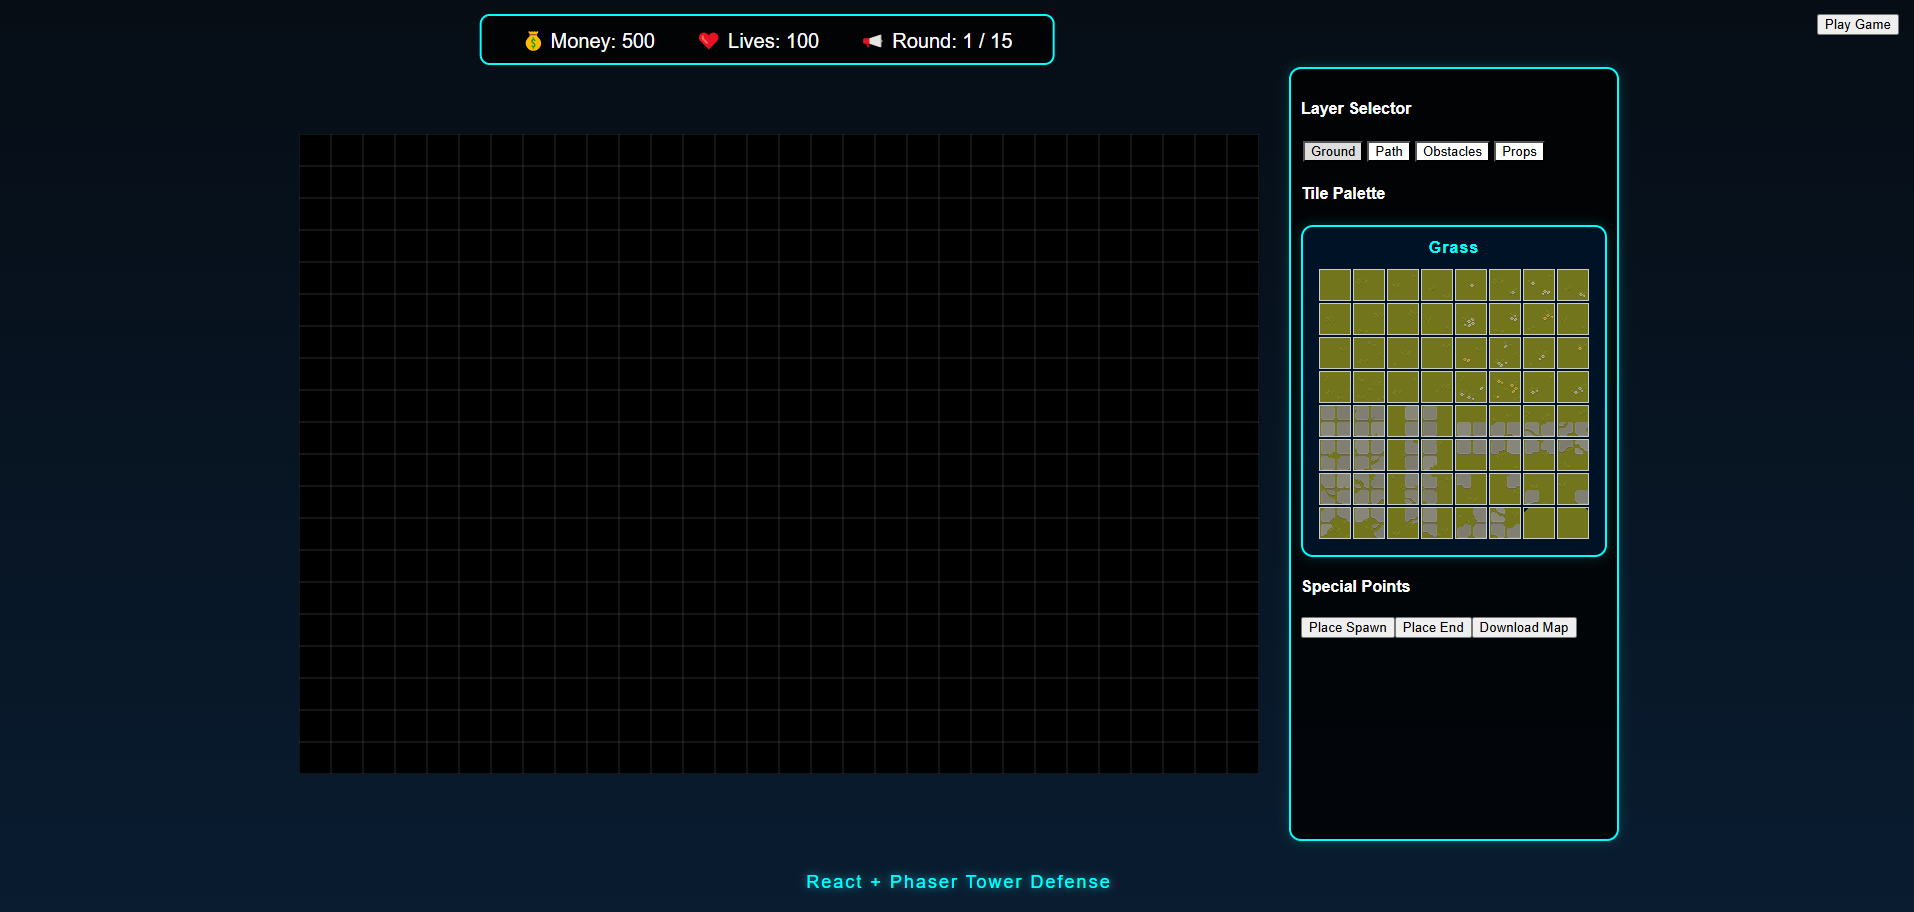 Money: 500 Lives: 100 Round: 1 / 15
Play Game
Layer Selector
Ground Path Obstacles Props
Tile Palette
Grass
Special Points
Place Spawn Place End Download Map
React + Phaser Tower Defense